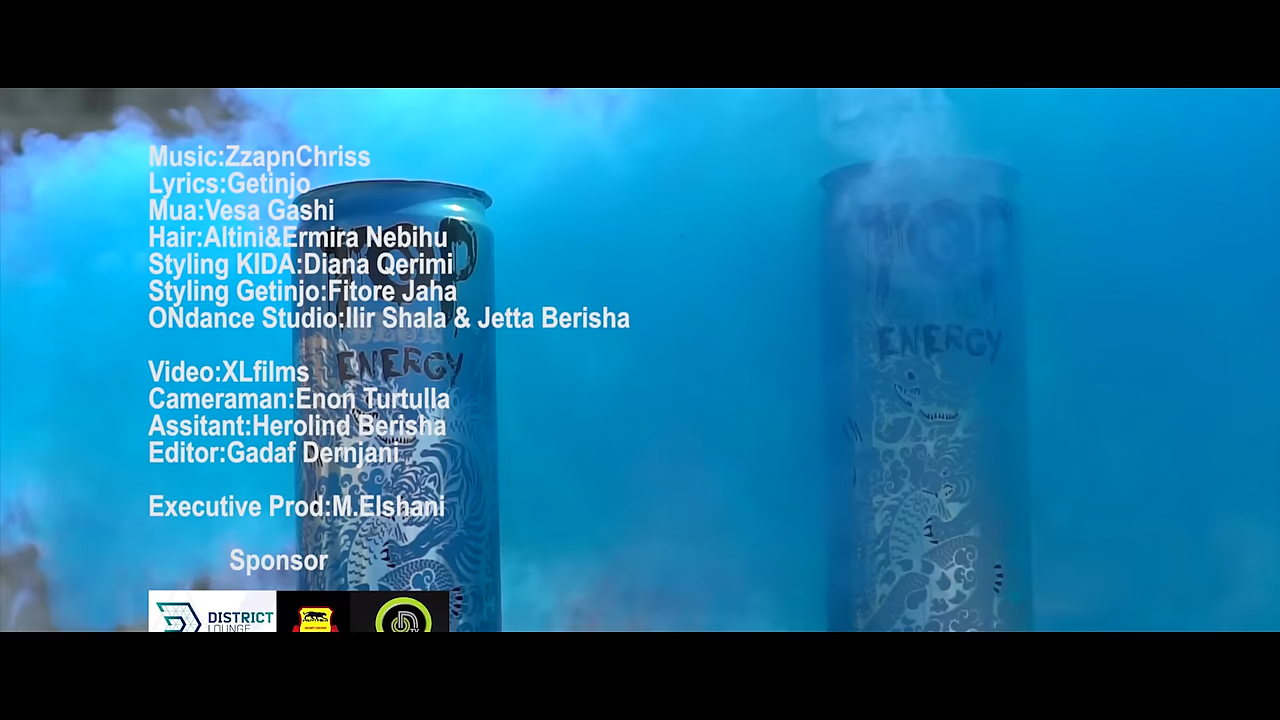 Music:ZzapnChriss
Lyrics:Getinjo
Mua:Vesa Gashi
Hair:Altini&Ermira Nebihu
Styling KIDA:Diana Qerimi
Styling Getinjo:Fitore Jaha
ONdance Studio:Ilir Shala & Jetta Berisha
Video:XLfilms
Cameraman:Enon Turtulla
Assitant:Herolind Berisha
Editor:Gadaf Dernjani
Executive Prod:M.Elshani
Sponsor
DISTRICT
LOUNGE
ENERGY
ENERGY